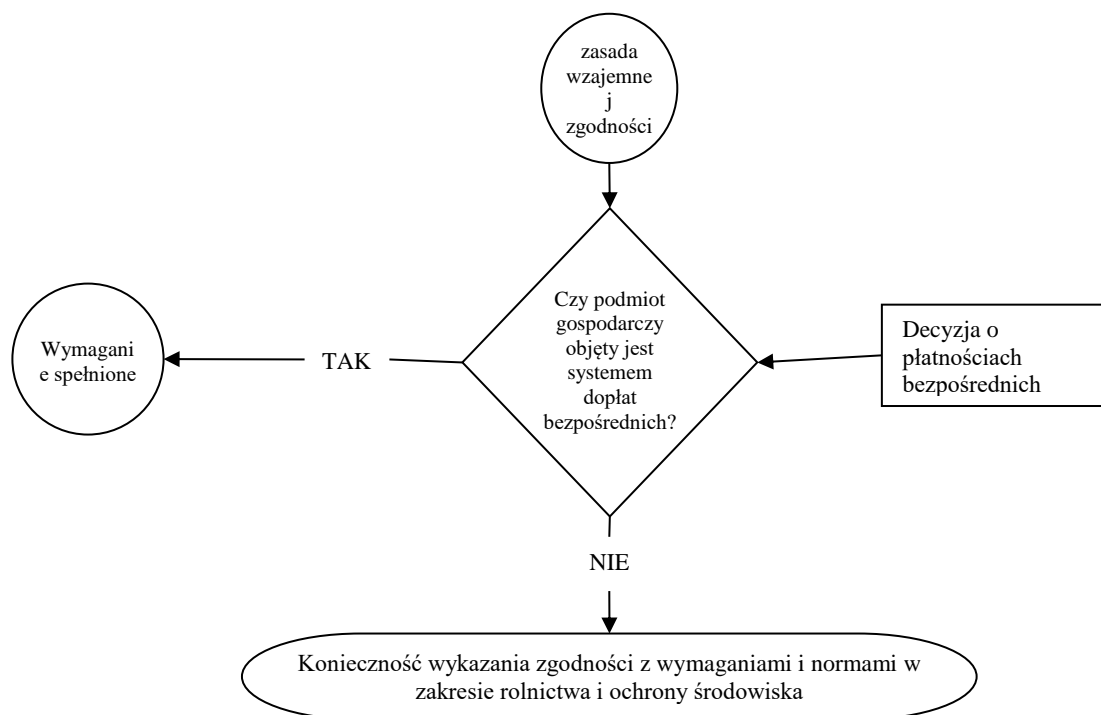 zasada
wzajemne
j
zgodności
Czy podmiot
gospodarczy
objęty jest
systemem
dopłat
bezpośrednich?
Decyzja o
płatnościach
bezpośrednich
Wymagani
e spełnione
TAK
NIE
Konieczność wykazania zgodności z wymaganiami i normami w
zakresie rolnictwa i ochrony środowiska